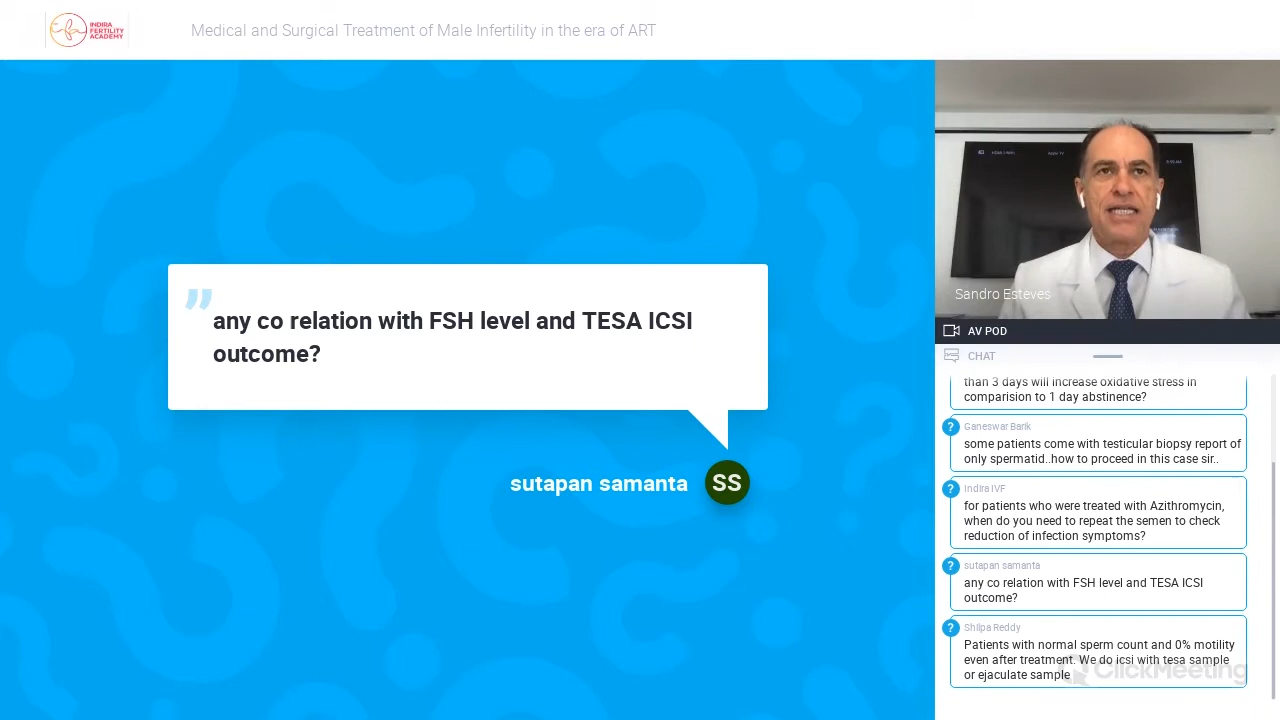 INDIRA
FERTILITY
ACADEMY
Medical and Surgical Treatment of Male Infertility in the era of ART
any co relation with FSH level and TESA ICSI
outcome?
sutapan samanta
SS
Sandro Esteves
AV POD
CHAT
than 3 days will increase oxidative stress in
comparision to 1 day abstinence?
?
Ganeswar Barik
some patients come with testicular biopsy report of
only spermatid..how to proceed in this case sir..
?
Indira IVF
for patients who were treated with Azithromycin,
when do you need to repeat the semen to check
reduction of infection symptoms?
?
sutapan samanta
any co relation with FSH level and TESA ICSI
outcome?
?
Shilpa Reddy
Patients with normal sperm count and 0% motility
even after treatment. We do icsi with tesa sample
or ejaculate sample
ClickMeeting